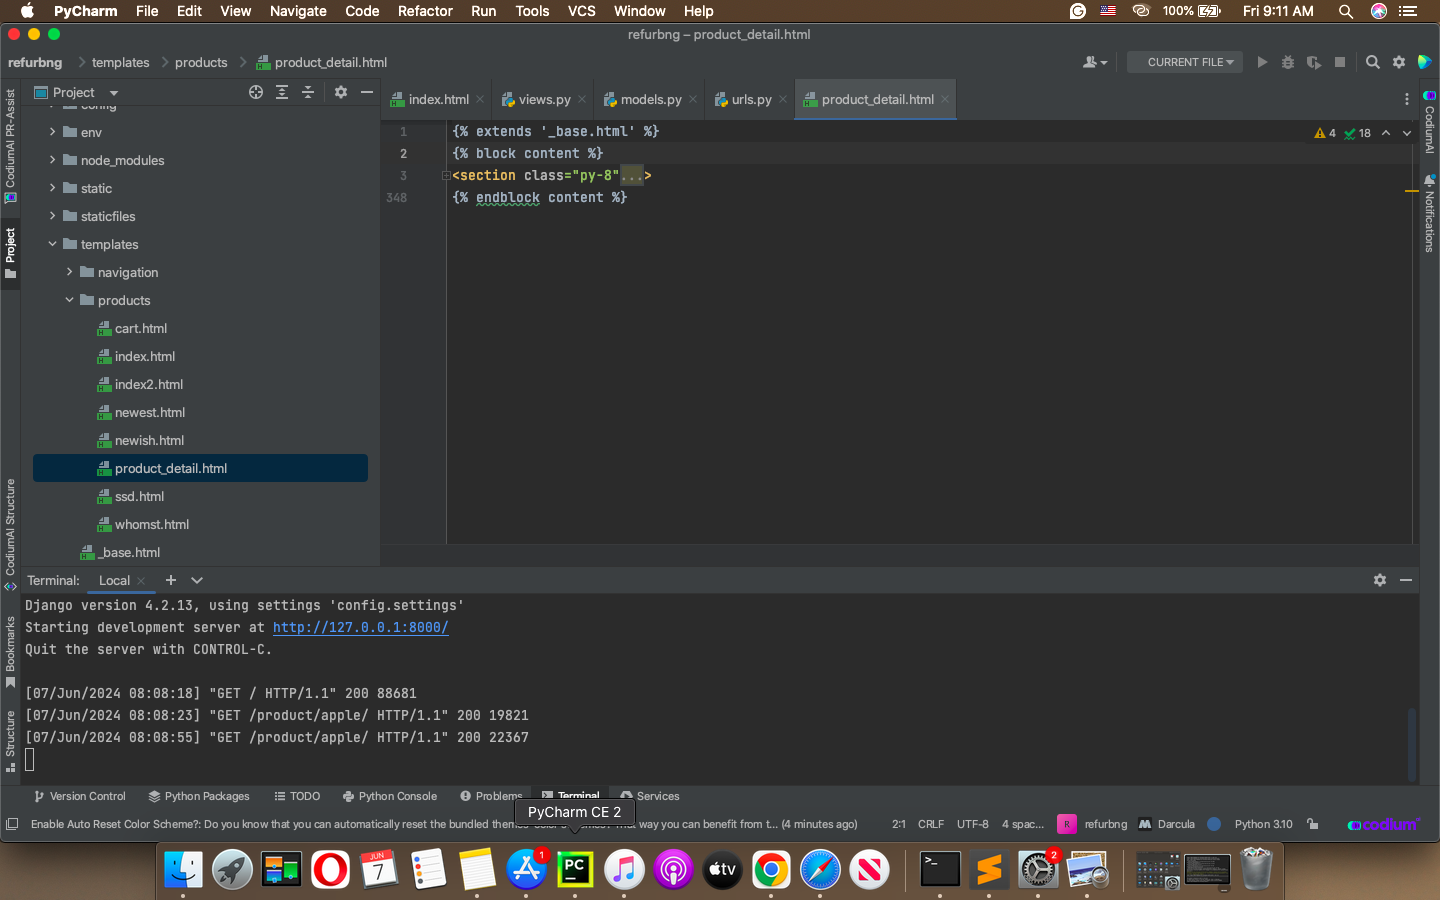 PyCharm File Edit View Navigate Code Refactor Run Tools VCS Window Help 100% Fri 9:11 AM
refurbng – product_detail.html
refurbng templates products product_detail.html CURRENT FILE
Project
index.html views.py models.py urls.py product_detail.html
config
env
node_modules
static
staticfiles
templates
navigation
products
cart.html
index.html
index2.html
newest.html
newish.html
product_detail.html
ssd.html
whomst.html
_base.html
1 {% extends '_base.html' %}
2 {% block content %}
3 <section class="py-8"...>
348 {% endblock content %}
4 18
CodiumAI PR-Assist
Project
CodiumAI Structure
Bookmarks
Structure
CodiumAI
Notifications
Terminal: Local
Django version 4.2.13, using settings 'config.settings'
Starting development server at http://127.0.0.1:8000/
Quit the server with CONTROL-C.
[07/Jun/2024 08:08:18] "GET / HTTP/1.1" 200 88681
[07/Jun/2024 08:08:23] "GET /product/apple/ HTTP/1.1" 200 19821
[07/Jun/2024 08:08:55] "GET /product/apple/ HTTP/1.1" 200 22367
Version Control Python Packages TODO Python Console Problems Terminal Services
PyCharm CE 2
Enable Auto Reset Color Scheme?: Do you know that you can automatically reset the bundled themes' That way you can benefit from t... (4 minutes ago) 2:1 CRLF UTF-8 4 spac... R refurbng Darcula Python 3.10 codium
JUN
7
1
PC
tv
N
>_
2